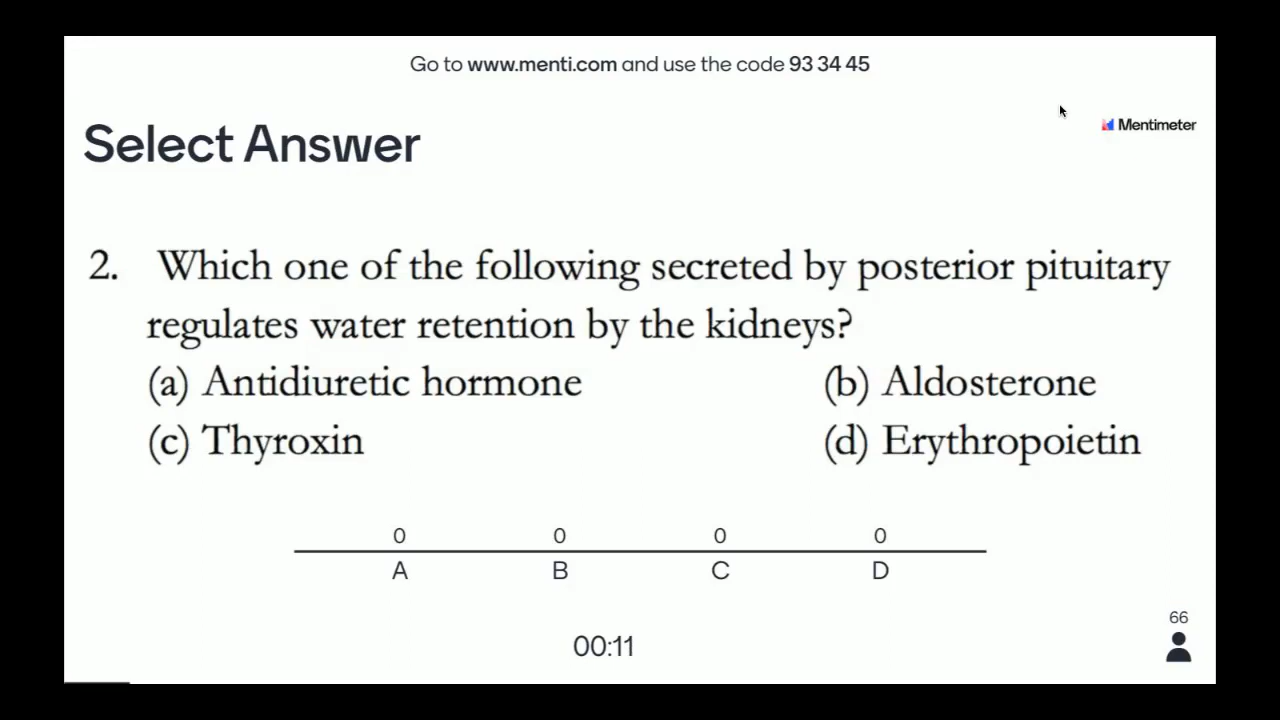 Go to www.menti.com and use the code 93 34 45
Mentimeter
Select Answer
2. Which one of the following secreted by posterior pituitary
regulates water retention by the kidneys?
(a) Antidiuretic hormone (b) Aldosterone
(c) Thyroxin (d) Erythropoietin
0 0 0 0
A B C D
66
00:11